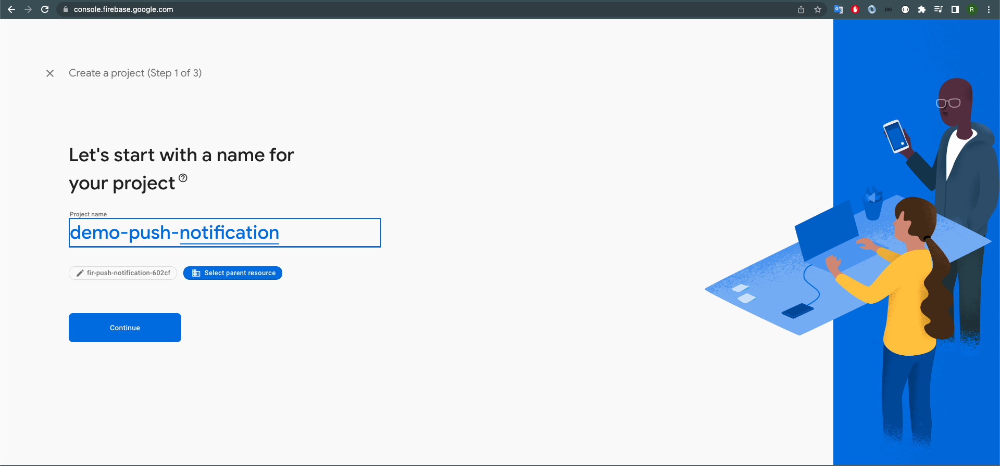 console.firebase.google.com
R
Create a project (Step 1 of 3)
Let's start with a name for
your project
Project name
demo-push-notification
fir-push-notification-602cf
Select parent resource
Continue